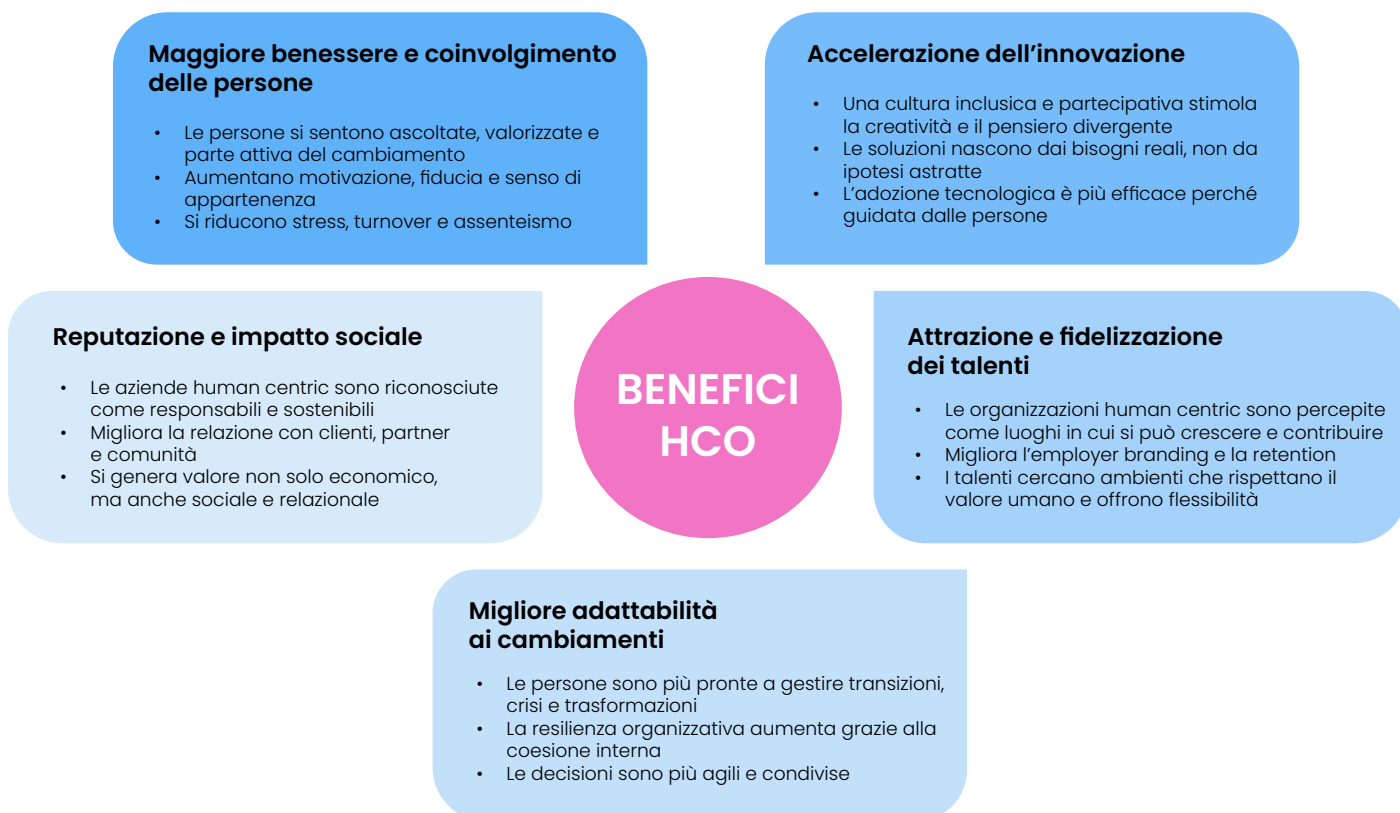 Maggiore benessere e coinvolgimento
delle persone
• Le persone si sentono ascoltate, valorizzate e
parte attiva del cambiamento
• Aumentano motivazione, fiducia e senso di
appartenenza
• Si riducono stress, turnover e assenteismo
Accelerazione dell’innovazione
• Una cultura inclusica e partecipativa stimola
la creatività e il pensiero divergente
• Le soluzioni nascono dai bisogni reali, non da
ipotesi astratte
• L’adozione tecnologica è più efficace perché
guidata dalle persone
Reputazione e impatto sociale
• Le aziende human centric sono riconosciute
come responsabili e sostenibili
• Migliora la relazione con clienti, partner
e comunità
• Si genera valore non solo economico,
ma anche sociale e relazionale
BENEFICI
HCO
Attrazione e fidelizzazione
dei talenti
• Le organizzazioni human centric sono percepite
come luoghi in cui si può crescere e contribuire
• Migliora l’employer branding e la retention
• I talenti cercano ambienti che rispettano il
valore umano e offrono flessibilità
Migliore adattabilità
ai cambiamenti
• Le persone sono più pronte a gestire transizioni,
crisi e trasformazioni
• La resilienza organizzativa aumenta grazie alla
coesione interna
• Le decisioni sono più agili e condivise